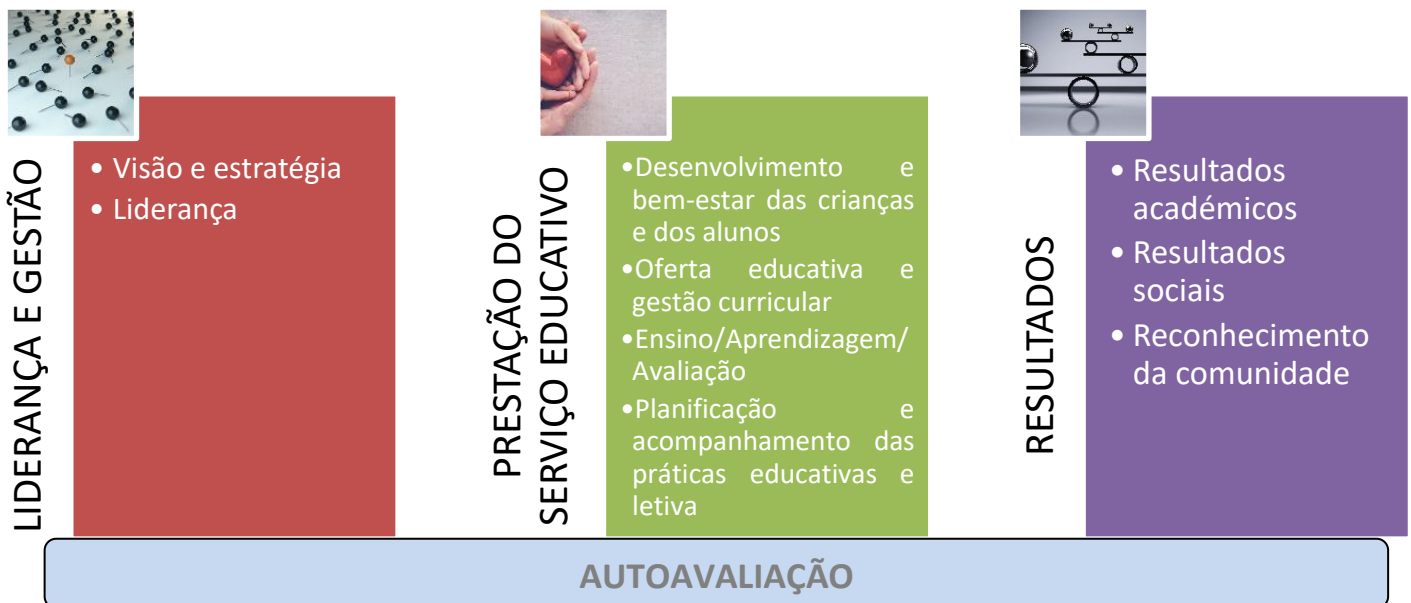 LIDERANÇA E GESTÃO
• Visão e estratégia
• Liderança
PRESTAÇÃO DO
SERVIÇO EDUCATIVO
•Desenvolvimento e
bem-estar das crianças
e dos alunos
•Oferta educativa e
gestão curricular
•Ensino/Aprendizagem/
Avaliação
•Planificação e
acompanhamento das
práticas educativas e
letiva
RESULTADOS
• Resultados
académicos
• Resultados
sociais
• Reconhecimento
da comunidade
AUTOAVALIAÇÃO